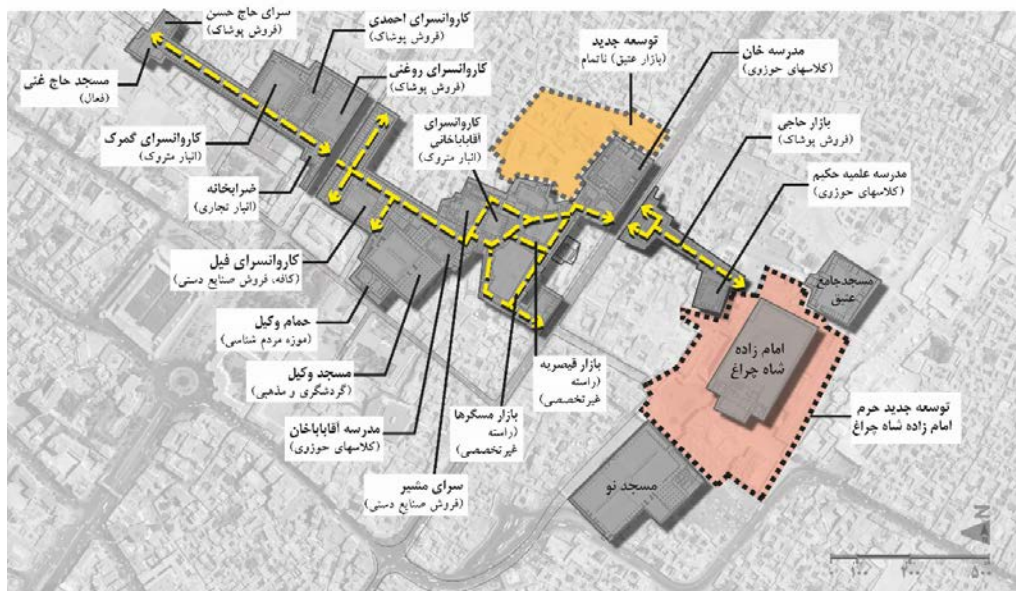 سرای حاج حسن
(فروش پوشاک)
مسجد حاج غنی
(فعال)
کاروانسرای احمدی
(فروش پوشاک)
کاروانسرای روغنی
(فروش پوشاک)
کاروانسرای گمرک
(انبار متروک)
ضرابخانه
(انبار تجاری)
کاروانسرای فیل
(کافه، فروش صنایع دستی)
حمام وکیل
(موزه مردم شناسی)
مسجد وکیل
(گردشگری و مذهبی)
مدرسه آقاباباخان
(کلاسهای حوزوی)
سرای مشیر
(فروش صنایع دستی)
بازار مسگرها
(راسته
غیرتخصصی)
بازار قیصریه
(راسته
غیرتخصصی)
کاروانسرای
آقاباباخانی
(انبار متروک)
توسعه جدید
(بازار عتیق) ناتمام
مدرسه خان
(کلاسهای حوزوی)
بازار حاجی
(فروش پوشاک)
مدرسه علمیه حکیم
(کلاسهای حوزوی)
مسجدجامع
عتیق
امام زاده
شاه چراغ
توسعه جدید حرم
امام زاده شاه چراغ
مسجد نو
N
۰ ۱۰۰ ۲۰۰ ۵۰۰